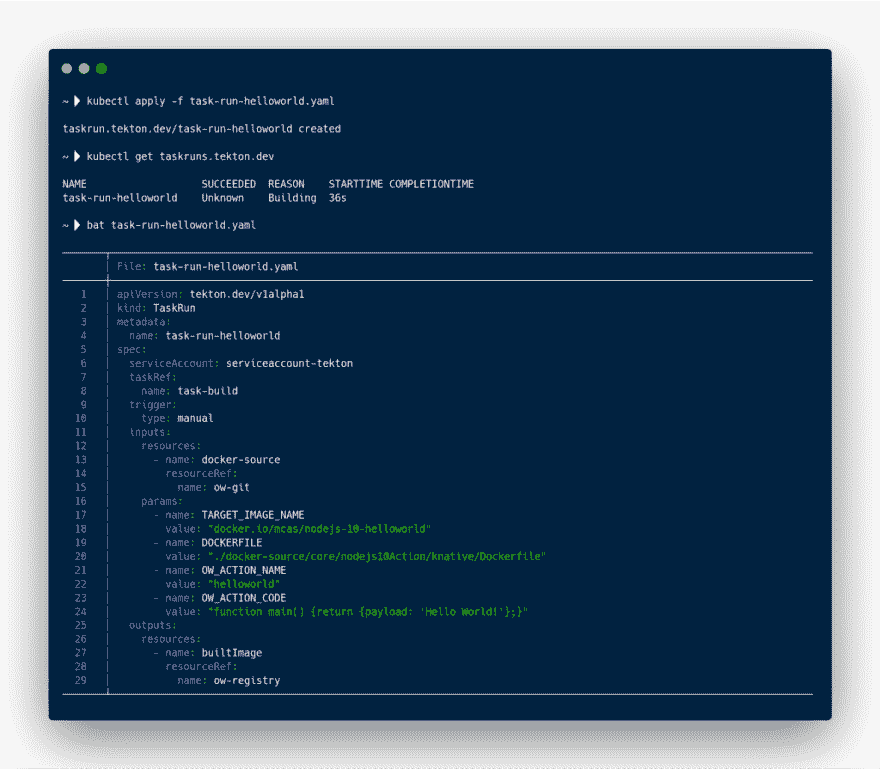 ~ kubectl apply -f task-run-helloworld.yaml
taskrun.tekton.dev/task-run-helloworld created
~ kubectl get taskruns.tekton.dev
NAME SUCCEEDED REASON STARTTIME COMPLETIONTIME
task-run-helloworld Unknown Building 36s
~ bat task-run-helloworld.yaml
File: task-run-helloworld.yaml
1 apiVersion: tekton.dev/v1alpha1
2 kind: TaskRun
3 metadata:
4 name: task-run-helloworld
5 spec:
6 serviceAccount: serviceaccount-tekton
7 taskRef:
8 name: task-build
9 trigger:
10 type: manual
11 inputs:
12 resources:
13 - name: docker-source
14 resourceRef:
15 name: ow-git
16 params:
17 - name: TARGET_IMAGE_NAME
18 value: "docker.io/mcas/nodejs-10-helloworld"
19 - name: DOCKERFILE
20 value: "./docker-source/core/nodejs10Action/knative/Dockerfile"
21 - name: OW_ACTION_NAME
22 value: "helloworld"
23 - name: OW_ACTION_CODE
24 value: "function main() {return {payload: 'Hello World!'};}"
25 outputs:
26 resources:
27 - name: builtImage
28 resourceRef:
29 name: ow-registry